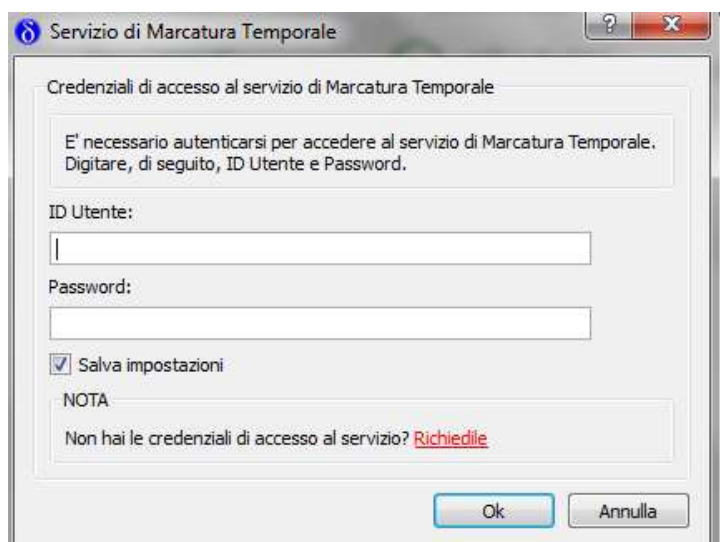 Servizio di Marcatura Temporale
Credenziali di accesso al servizio di Marcatura Temporale
E' necessario autenticarsi per accedere al servizio di Marcatura Temporale.
Digitare, di seguito, ID Utente e Password.
ID Utente:
Password:
Salva impostazioni
NOTA
Non hai le credenziali di accesso al servizio? Richiedile
Ok Annulla